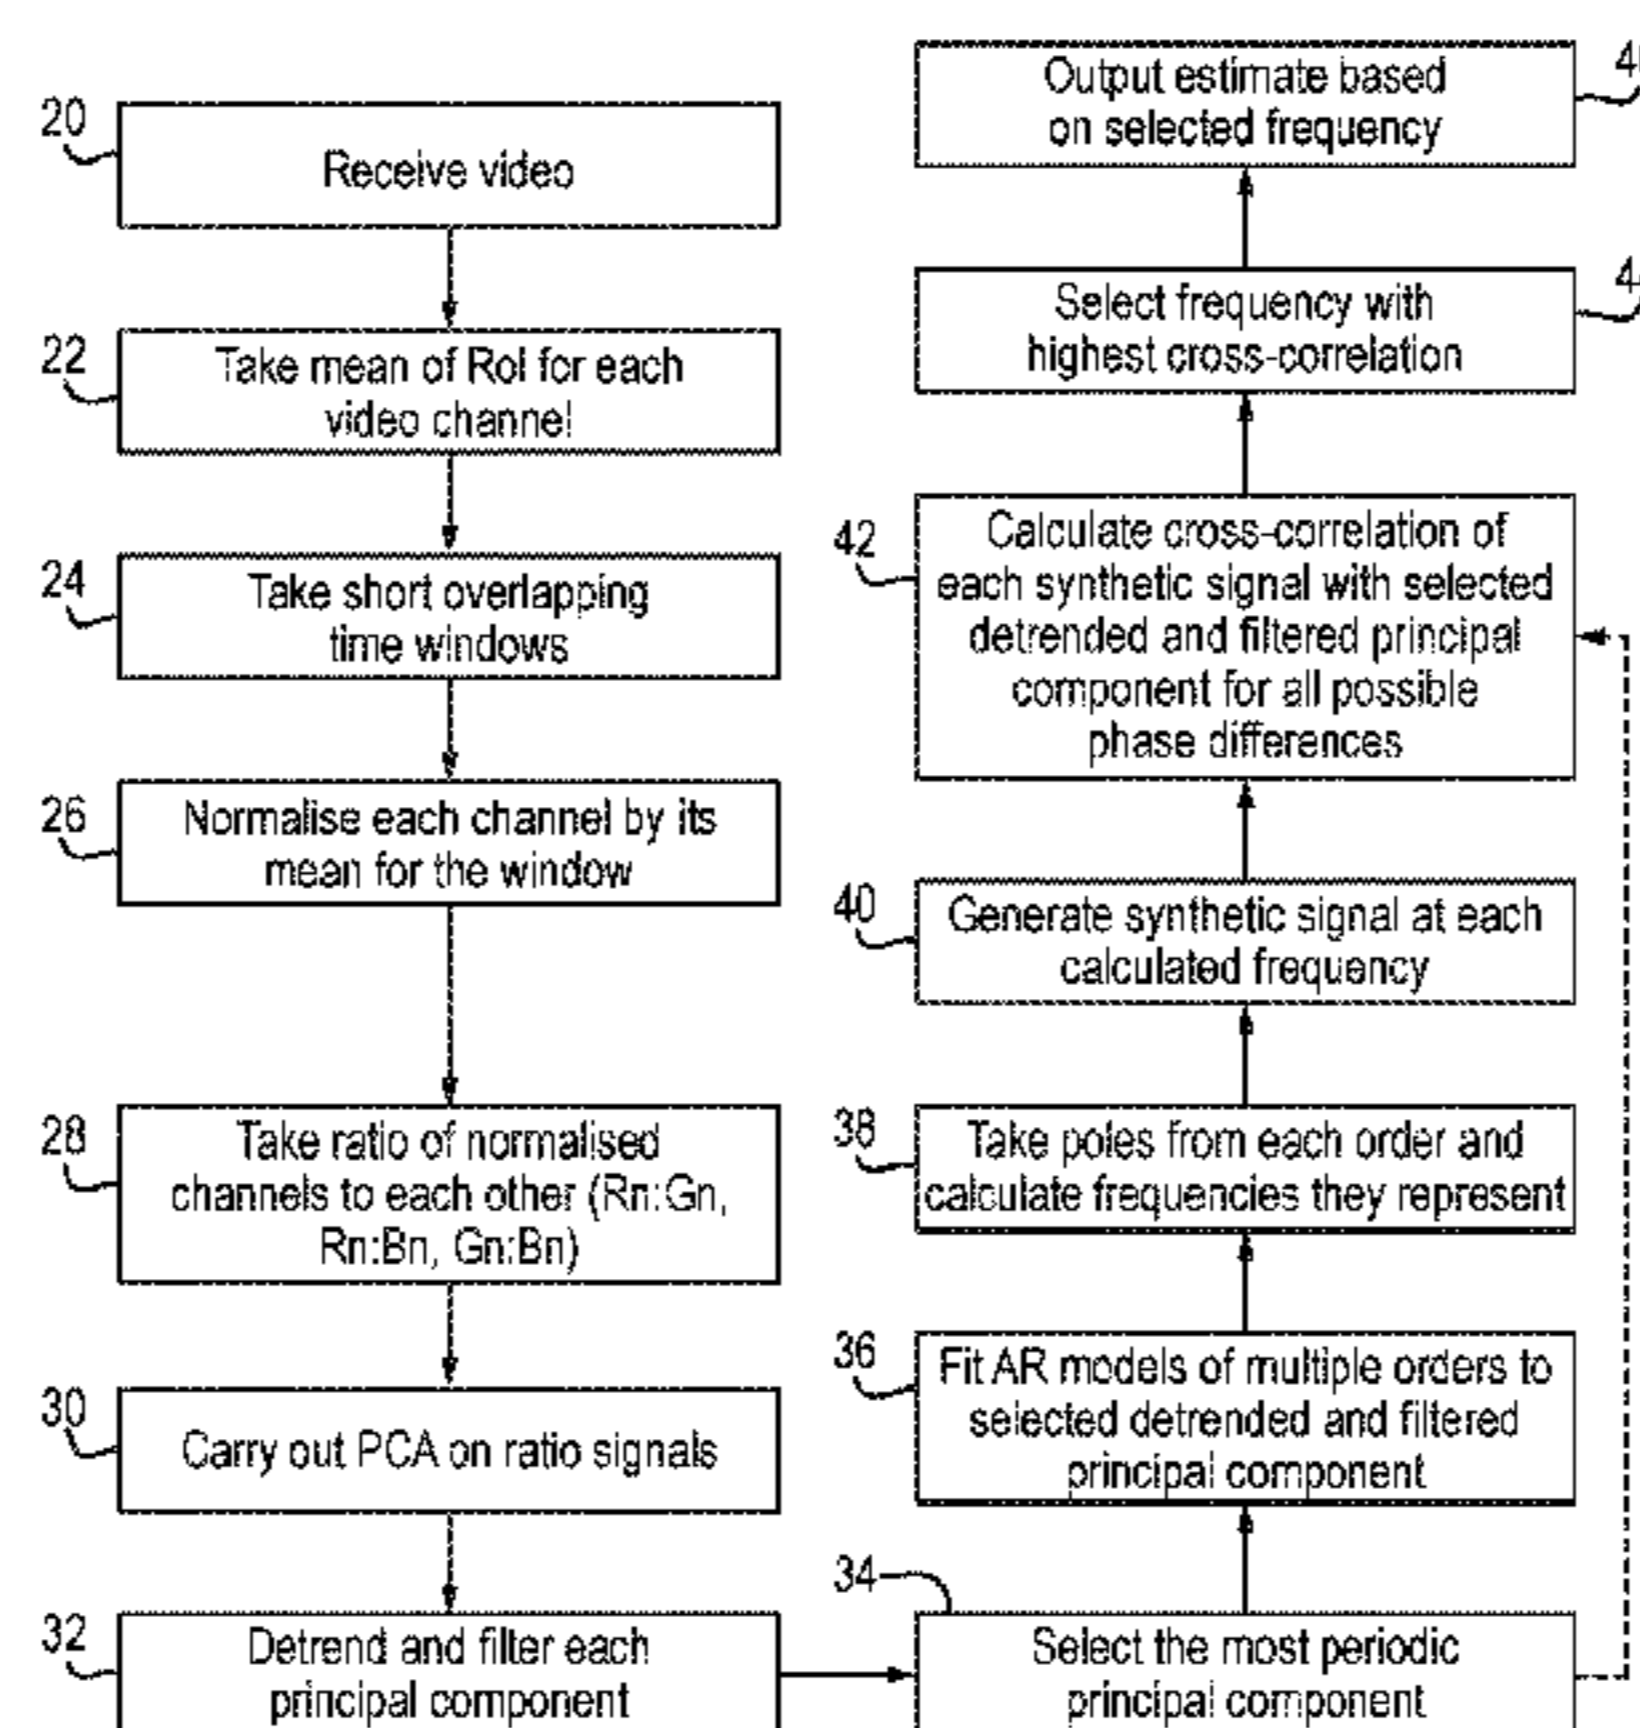 20
Receive video
22
Take mean of RoI for each
video channel
24
Take short overlapping
time windows
26
Normalise each channel by its
mean for the window
28
Take ratio of normalised
channels to each other (Rn:Gn,
Rn:Bn, Gn:Bn)
30
Carry out PCA on ratio signals
32
Detrend and filter each
principal component
34
Select the most periodic
principal component
36
Fit AR models of multiple orders to
selected detrended and filtered
principal component
38
Take poles from each order and
calculate frequencies they represent
40
Generate synthetic signal at each
calculated frequency
42
Calculate cross-correlation of
each synthetic signal with selected
detrended and filtered principal
component for all possible
phase differences
Select frequency with
highest cross-correlation
Output estimate based
on selected frequency